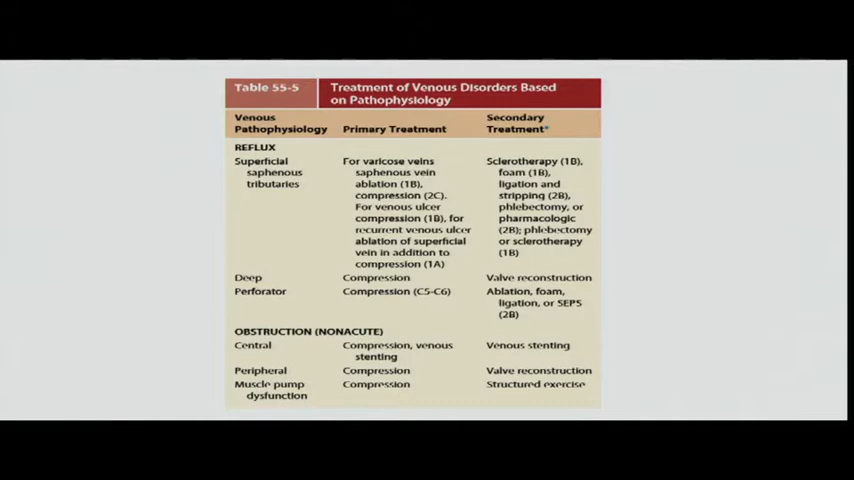 Table 55-5
Treatment of Venous Disorders Based
on Pathophysiology
Venous
Pathophysiology
Primary Treatment
Secondary
Treatment*
REFLUX
Superficial
saphenous
tributaries
For varicose veins
saphenous vein
ablation (1B),
compression (2C).
For venous ulcer
compression (1B), for
recurrent venous ulcer
ablation of superficial
vein in addition to
compression (1A)
Sclerotherapy (1B),
foam (1B),
ligation and
stripping (2B),
phlebectomy, or
pharmacologic
(2B); phlebectomy
or sclerotherapy
(1B)
Deep
Compression
Valve reconstruction
Perforator
Compression (C5-C6)
Ablation, foam,
ligation, or SEPS
(2B)
OBSTRUCTION (NONACUTE)
Central
Compression, venous
stenting
Venous stenting
Peripheral
Compression
Valve reconstruction
Muscle pump
dysfunction
Compression
Structured exercise